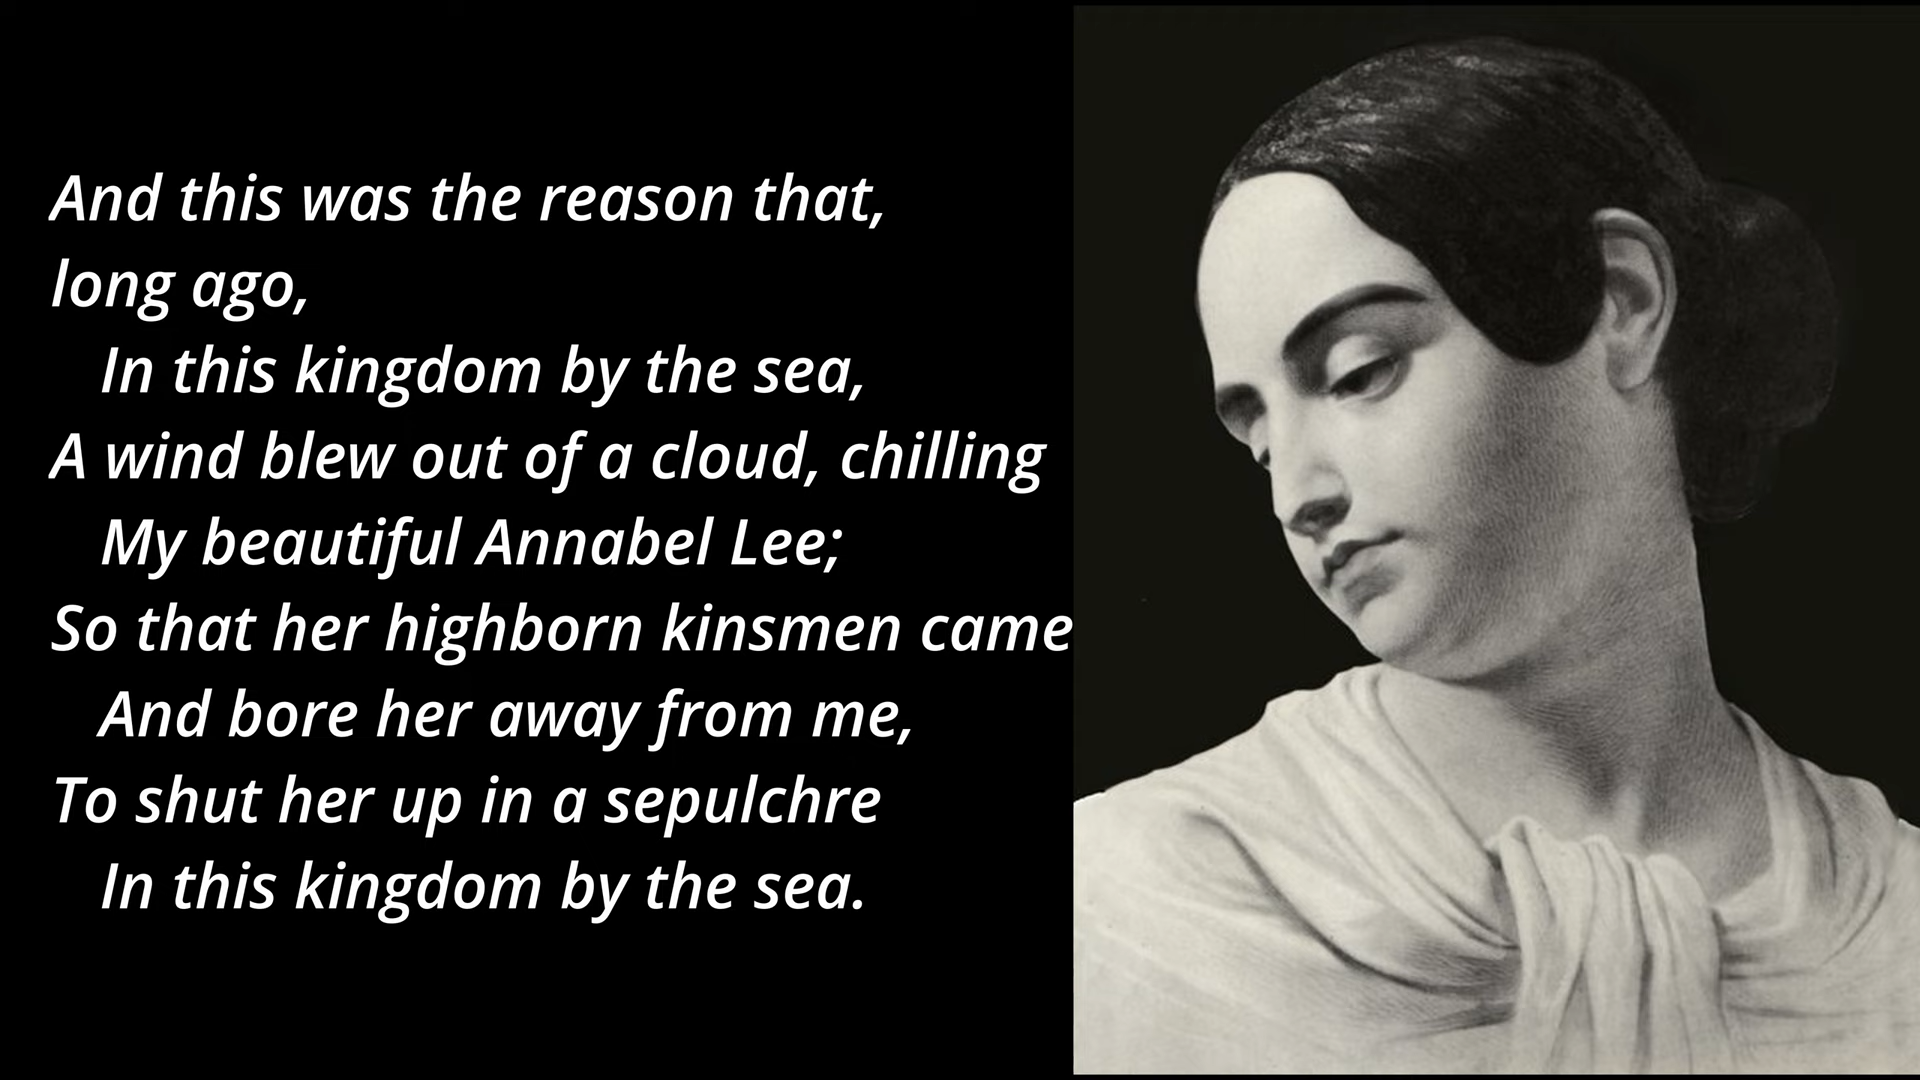 And this was the reason that,
long ago,
In this kingdom by the sea,
A wind blew out of a cloud, chilling
My beautiful Annabel Lee;
So that her highborn kinsmen came
And bore her away from me,
To shut her up in a sepulchre
In this kingdom by the sea.